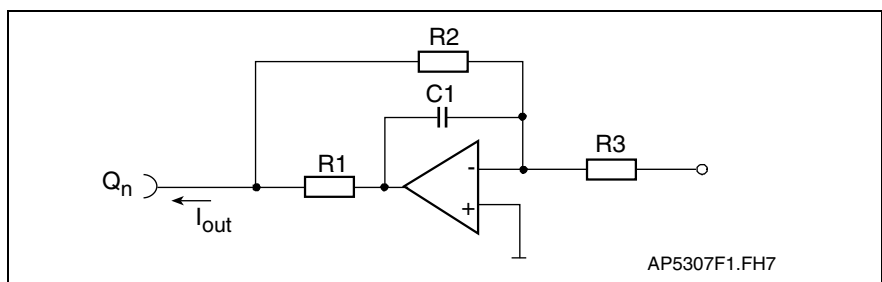 R2
C1
R3
R1
-
+
Qn
Iout
AP5307F1.FH7